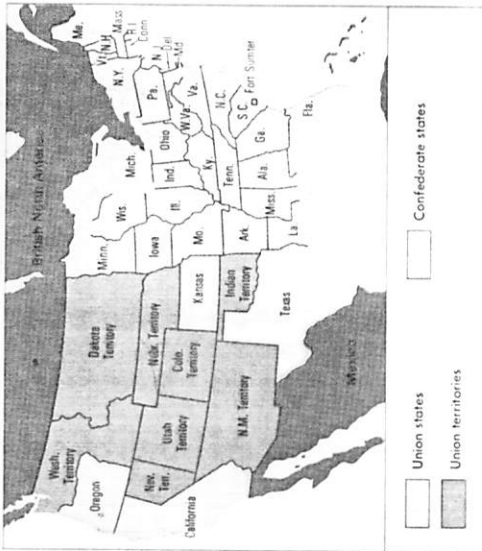 British North America
Wash. Territory
Oregon
California
Nev. Terr.
Utah Territory
Dakota Territory
Nebr. Territory
Colo. Territory
N.M. Territory
Kansas
Indian Territory
Texas
Mexico
Minn.
Iowa
Mo.
Ark.
La.
Wis.
Ill.
Mich.
Ind.
Ohio
Ky.
Tenn.
Miss.
Ala.
Ga.
Fla.
S.C.
Fort Sumter
N.C.
Va.
W.Va.
Pa.
N.Y.
Md.
Del.
N.J.
Conn
R.I.
Mass
N.H.
Vt.
Me.
Union states
Union territories
Confederate states